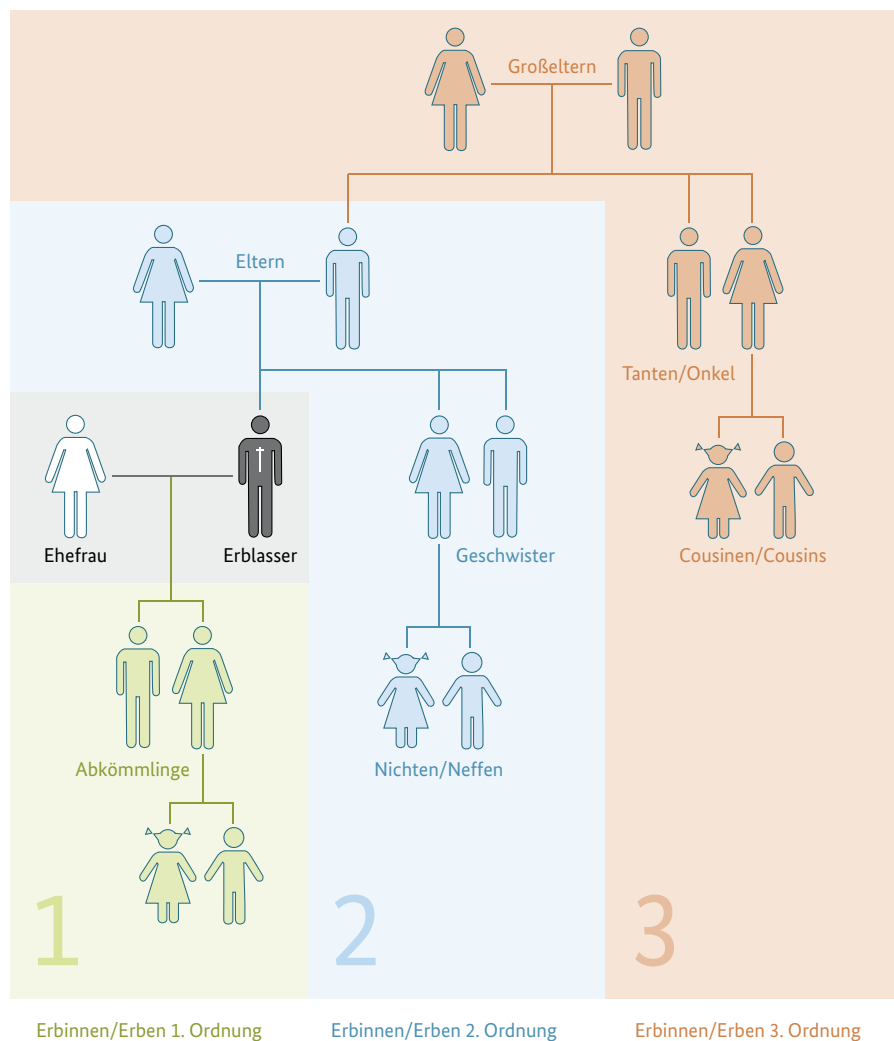 Großeltern
Eltern
Tanten/Onkel
Ehefrau
Erblasser
Geschwister
Cousinen/Cousins
Abkömmlinge
Nichten/Neffen
1
2
3
Erbinnen/Erben 1. Ordnung
Erbinnen/Erben 2. Ordnung
Erbinnen/Erben 3. Ordnung